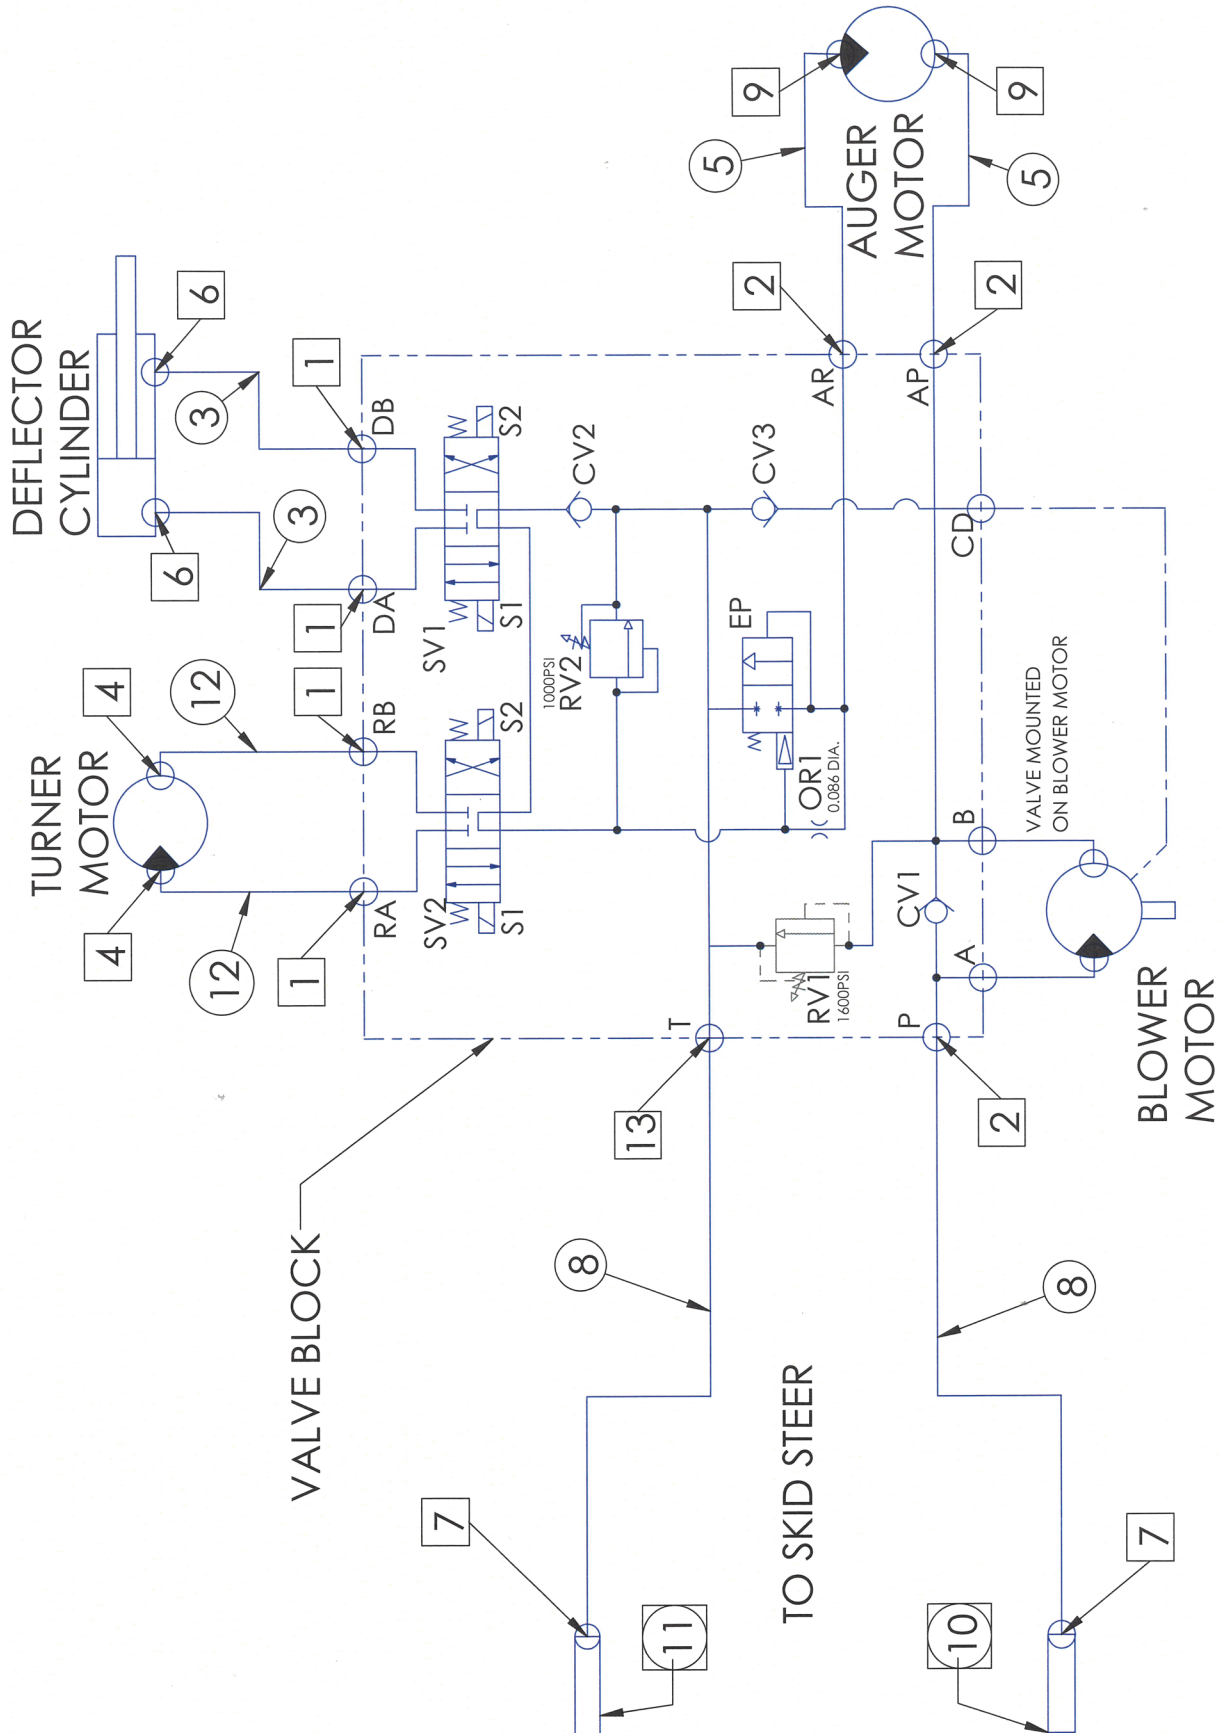 DEFLECTOR
CYLINDER
TURNER
MOTOR
4
4
6
6
12
12
3
3
1
1
1
1
RA
RB
DA
DB
SV2
SV1
S1
S2
S1
S2
VALVE BLOCK
7
11
8
13
T
1000PSI
RV2
CV2
EP
CV3
5
9
2
AR
AUGER
MOTOR
OR1
0.086 DIA.
RV1
1600PSI
TO SKID STEER
10
7
8
2
P
CV1
A
B
AP
CD
2
5
9
VALVE MOUNTED
ON BLOWER MOTOR
BLOWER
MOTOR